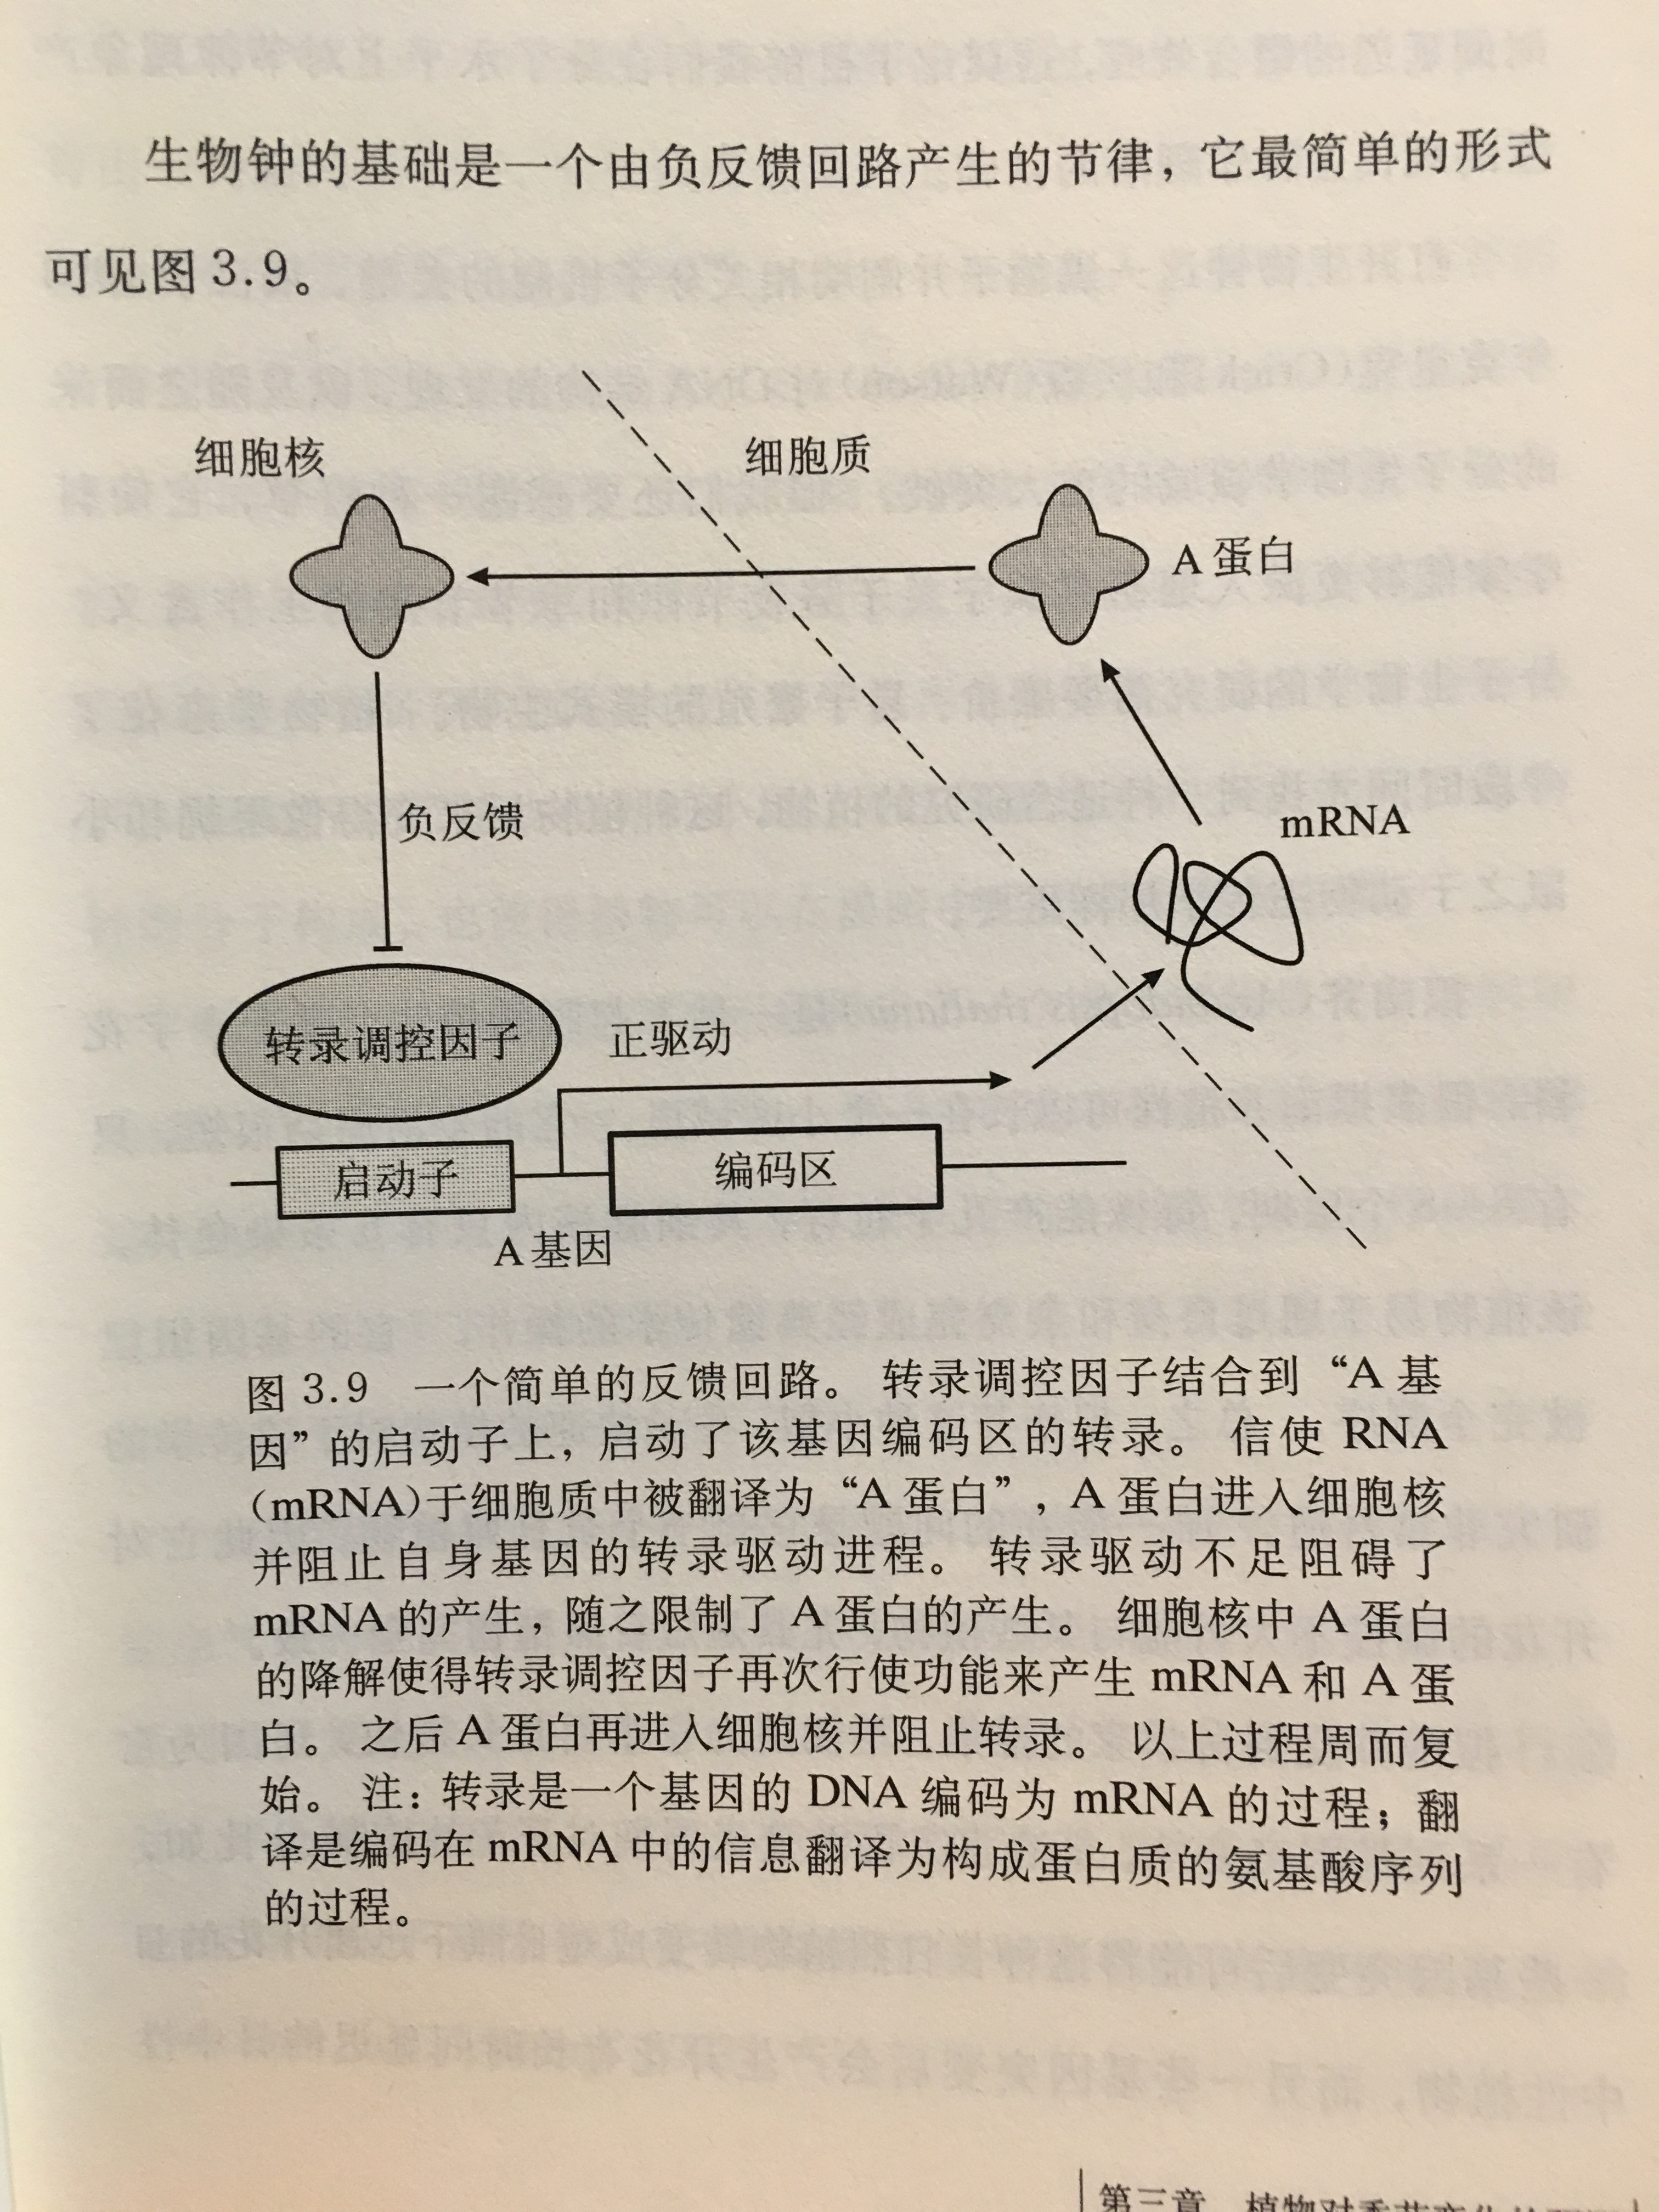 生物钟的基础是一个由负反馈回路产生的节律，它最简单的形式
可见图 3.9。
细胞核
细胞质
A 蛋白
负反馈
mRNA
转录调控因子
正驱动
启动子
编码区
A 基因
图 3.9 一个简单的反馈回路。 转录调控因子结合到 “A 基
因” 的启动子上，启动了该基因编码区的转录。 信使 RNA
(mRNA)于细胞质中被翻译为 “A 蛋白”，A 蛋白进入细胞核
并阻止自身基因的转录驱动进程。 转录驱动不足阻碍了
mRNA 的产生，随之限制了 A 蛋白的产生。 细胞核中 A 蛋白
的降解使得转录调控因子再次行使功能来产生 mRNA 和 A 蛋
白。 之后 A 蛋白再进入细胞核并阻止转录。 以上过程周而复
始。 注：转录是一个基因的 DNA 编码为 mRNA 的过程；翻
译是编码在 mRNA 中的信息翻译为构成蛋白质的氨基酸序列
的过程。
第三章 植物对季节变化的